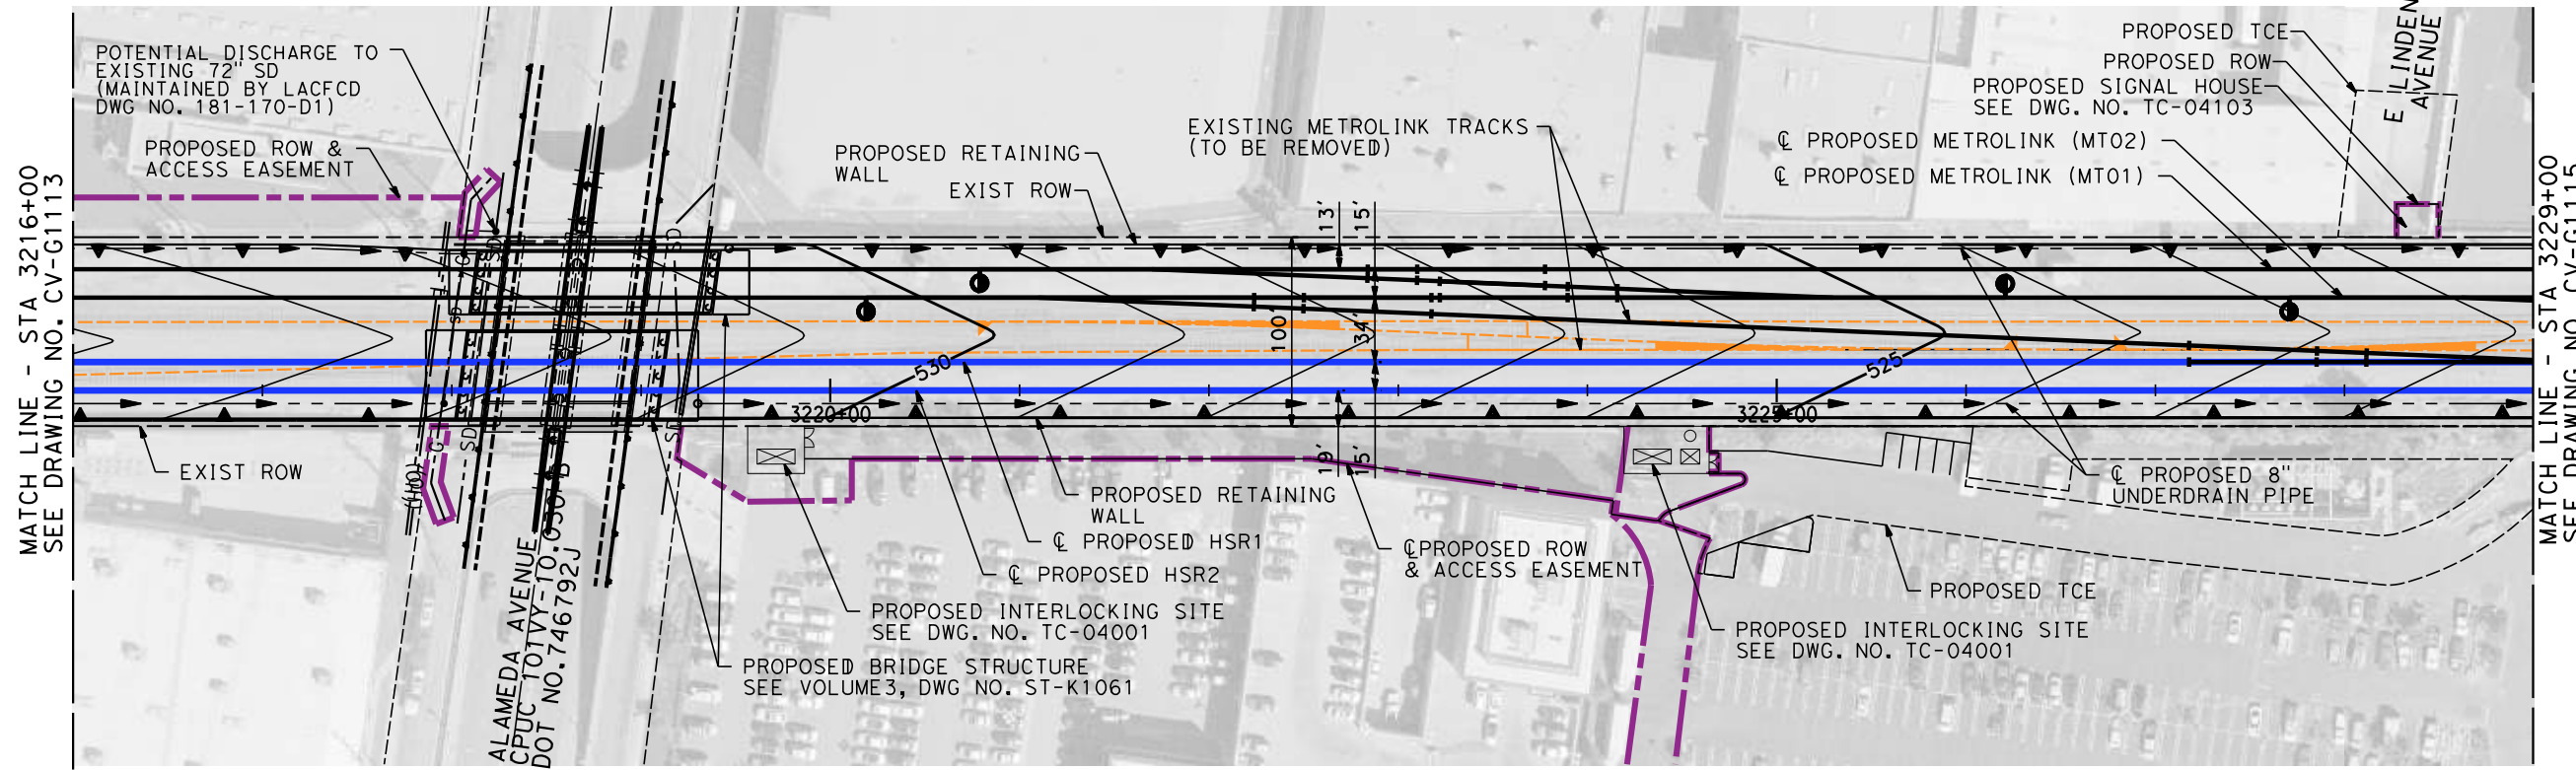 MATCH LINE - STA 3216+00
SEE DRAWING NO. CV-G1113
POTENTIAL DISCHARGE TO
EXISTING 72" SD
(MAINTAINED BY LACFCD
DWG NO. 181-170-D1)
PROPOSED ROW &
ACCESS EASEMENT
PROPOSED RETAINING
WALL
EXIST ROW
EXISTING METROLINK TRACKS
(TO BE REMOVED)
13'
15'
100'
34'
19'
15'
PROPOSED TCE
PROPOSED ROW
PROPOSED SIGNAL HOUSE
SEE DWG. NO. TC-04103
℄ PROPOSED METROLINK (MT02)
℄ PROPOSED METROLINK (MT01)
E LINDEN
AVENUE
530
525
3220+00
3225+00
SD
SD
SD
SD
G
G
(OH)
EXIST ROW
PROPOSED RETAINING
WALL
℄ PROPOSED HSR1
℄ PROPOSED HSR2
PROPOSED INTERLOCKING SITE
SEE DWG. NO. TC-04001
PROPOSED BRIDGE STRUCTURE
SEE VOLUME3, DWG NO. ST-K1061
℄PROPOSED ROW
& ACCESS EASEMENT
℄ PROPOSED 8"
UNDERDRAIN PIPE
PROPOSED TCE
PROPOSED INTERLOCKING SITE
SEE DWG. NO. TC-04001
ALAMEDA AVENUE
CPUC 101VY-10.030-B
DOT NO.746792J
MATCH LINE - STA 3229+00
SEE DRAWING NO. CV-G1115